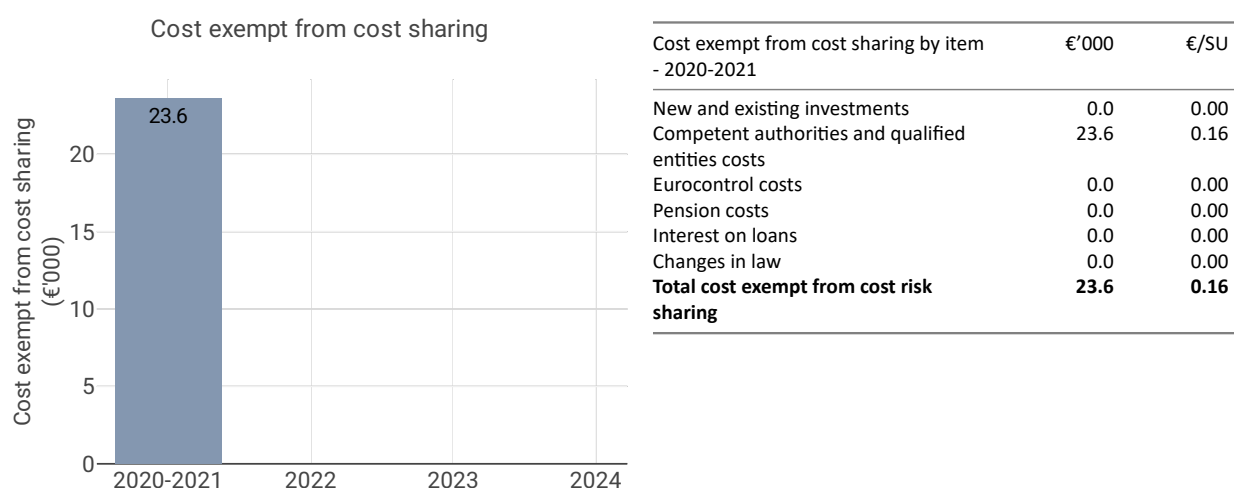 Cost exempt from cost sharing
Cost exempt from cost sharing
(€'000)
23.6
20
15
10
5
0
2020-2021 2022 2023 2024
Cost exempt from cost sharing by item €’000 €/SU
- 2020-2021
New and existing investments 0.0 0.00
Competent authorities and qualified 23.6 0.16
entities costs
Eurocontrol costs 0.0 0.00
Pension costs 0.0 0.00
Interest on loans 0.0 0.00
Changes in law 0.0 0.00
Total cost exempt from cost risk 23.6 0.16
sharing